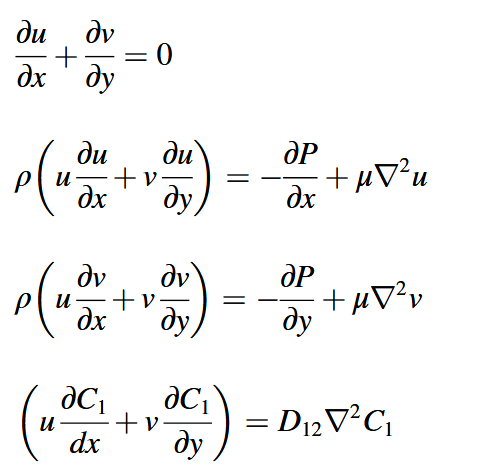 ∂u/∂x + ∂v/∂y = 0
ρ(u ∂u/∂x + v ∂u/∂y) = −∂P/∂x + μ∇²u
ρ(u ∂v/∂x + v ∂v/∂y) = −∂P/∂y + μ∇²v
(u ∂C₁/dx + v ∂C₁/∂y) = D₁₂∇²C₁